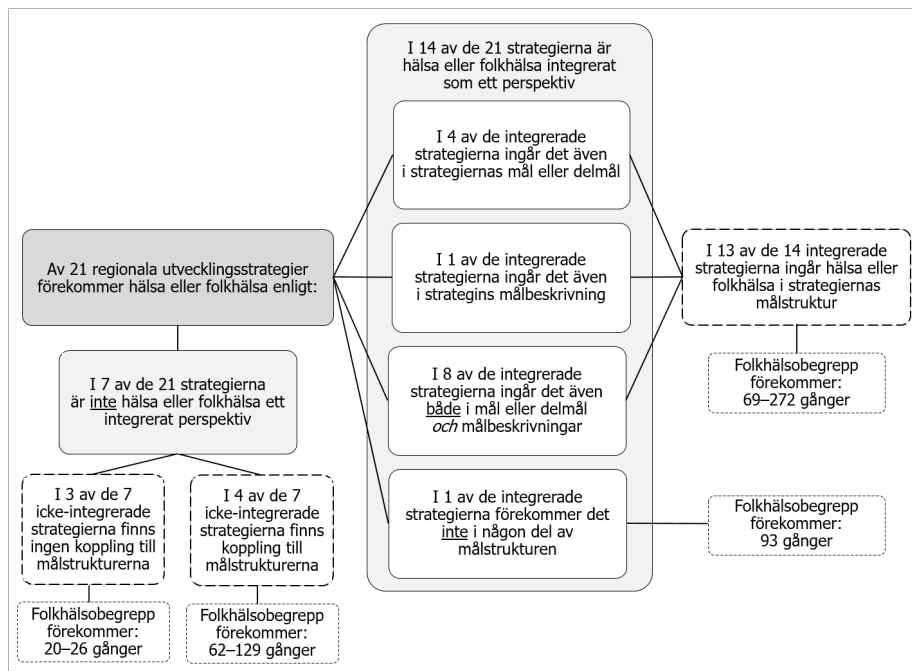 Av 21 regionala utvecklingsstrategier
förekommer hälsa eller folkhälsa enligt:
I 7 av de 21 strategierna
är inte hälsa eller folkhälsa ett
integrerat perspektiv
I 3 av de 7
icke-integrerade
strategierna finns
ingen koppling till
målstrukturerna
Folkhälsobegrepp
förekommer:
20–26 gånger
I 4 av de 7
icke-integrerade
strategierna finns
koppling till
målstrukturerna
Folkhälsobegrepp
förekommer:
62–129 gånger
I 14 av de 21 strategierna är
hälsa eller folkhälsa integrerat
som ett perspektiv
I 4 av de integrerade
strategierna ingår det även
i strategiernas mål eller delmål
I 1 av de integrerade
strategierna ingår det även
i strategins målbeskrivning
I 8 av de integrerade
strategierna ingår det även
både i mål eller delmål
och målbeskrivningar
I 1 av de integrerade
strategierna förekommer det
inte i någon del av
målstrukturen
I 13 av de 14 integrerade
strategierna ingår hälsa eller
folkhälsa i strategiernas
målstruktur
Folkhälsobegrepp
förekommer:
69–272 gånger
Folkhälsobegrepp
förekommer:
93 gånger